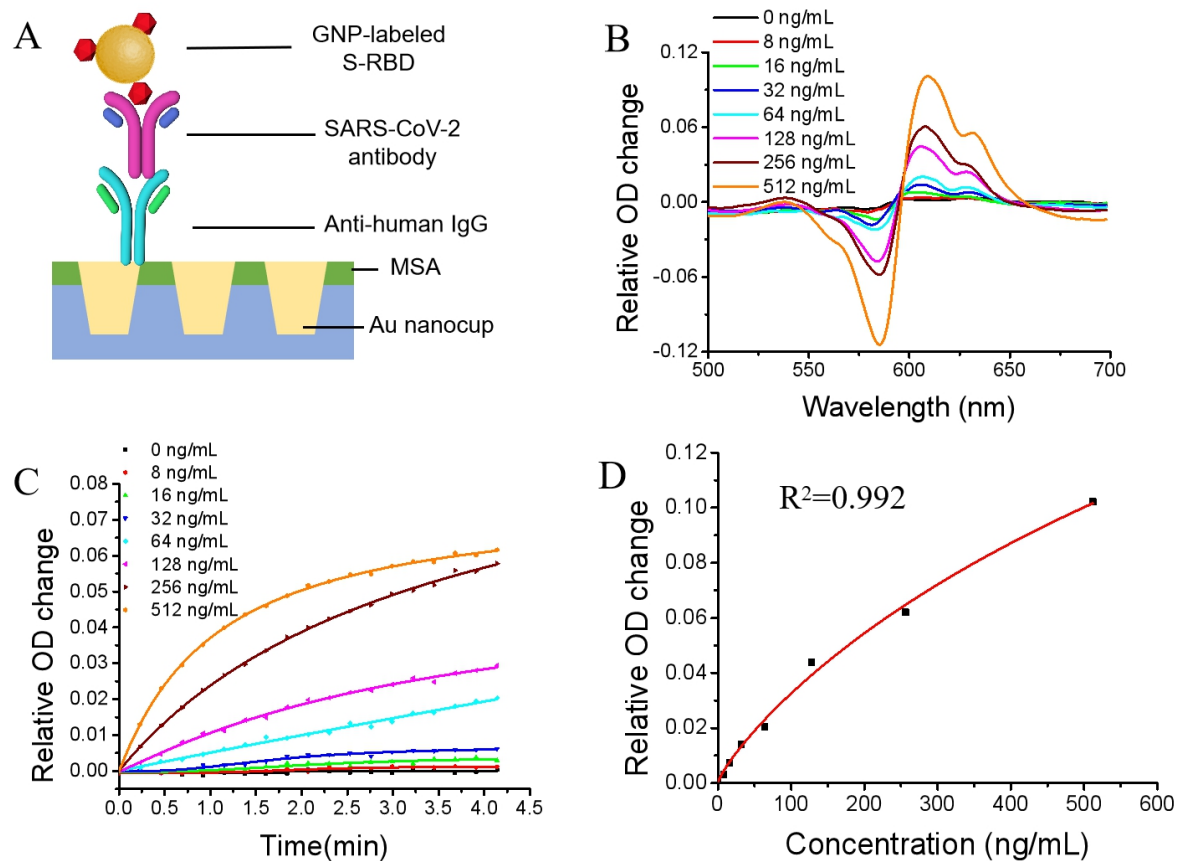 A
GNP-labeled
S-RBD
SARS-CoV-2
antibody
Anti-human IgG
MSA
Au nanocup
B
0 ng/mL
8 ng/mL
16 ng/mL
32 ng/mL
64 ng/mL
128 ng/mL
256 ng/mL
512 ng/mL
0.12
0.06
0.00
-0.06
-0.12
Relative OD change
500
550
600
650
700
Wavelength (nm)
C
0 ng/mL
8 ng/mL
16 ng/mL
32 ng/mL
64 ng/mL
128 ng/mL
256 ng/mL
512 ng/mL
0.08
0.07
0.06
0.05
0.04
0.03
0.02
0.01
0.00
Relative OD change
0.0
0.5
1.0
1.5
2.0
2.5
3.0
3.5
4.0
4.5
Time(min)
D
R²=0.992
0.12
0.10
0.08
0.06
0.04
0.02
0.00
Relative OD change
0
100
200
300
400
500
600
Concentration (ng/mL)